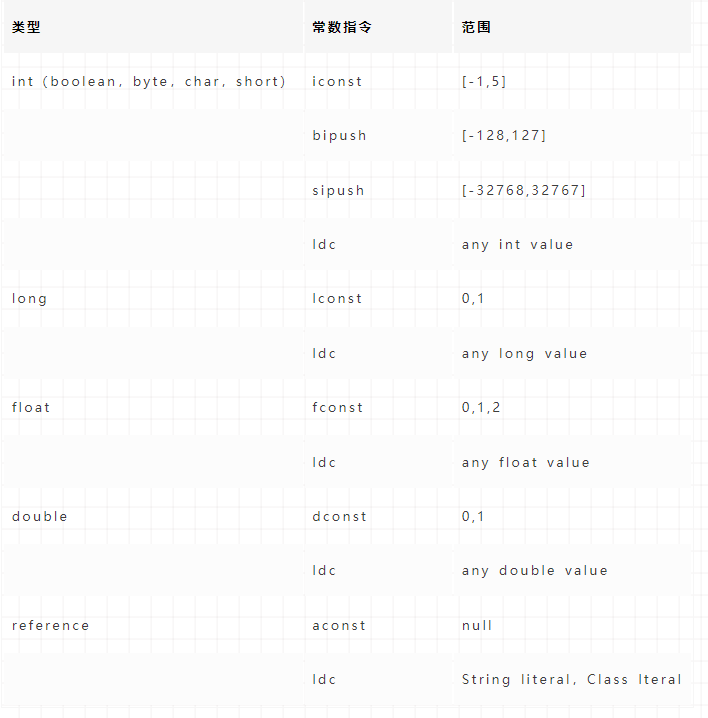 类型 常数指令 范围
int (boolean, byte, char, short) iconst [-1,5]
bipush [-128,127]
sipush [-32768,32767]
ldc any int value
long lconst 0,1
ldc any long value
float fconst 0,1,2
ldc any float value
double dconst 0,1
ldc any double value
reference aconst null
ldc String literal, Class lteral